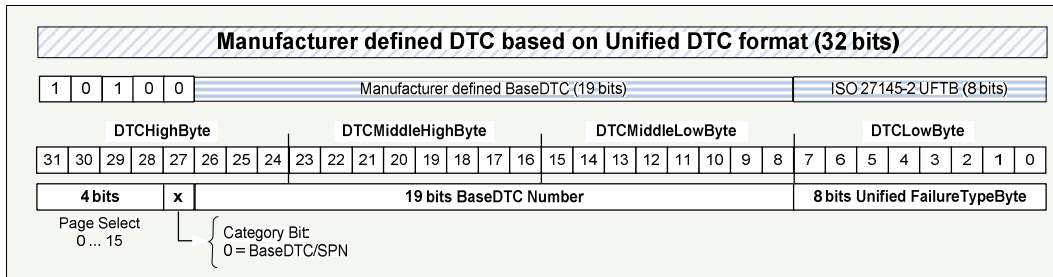 Manufacturer defined DTC based on Unified DTC format (32 bits)
1 0 1 0 0 Manufacturer defined BaseDTC (19 bits) ISO 27145-2 UFTB (8 bits)
DTCHighByte DTCMiddleHighByte DTCMiddleLowByte DTCLowByte
31 30 29 28 27 26 25 24 23 22 21 20 19 18 17 16 15 14 13 12 11 10 9 8 7 6 5 4 3 2 1 0
4 bits x 19 bits BaseDTC Number 8 bits Unified FailureTypeByte
Page Select
0 ... 15
Category Bit:
0 = BaseDTC/SPN